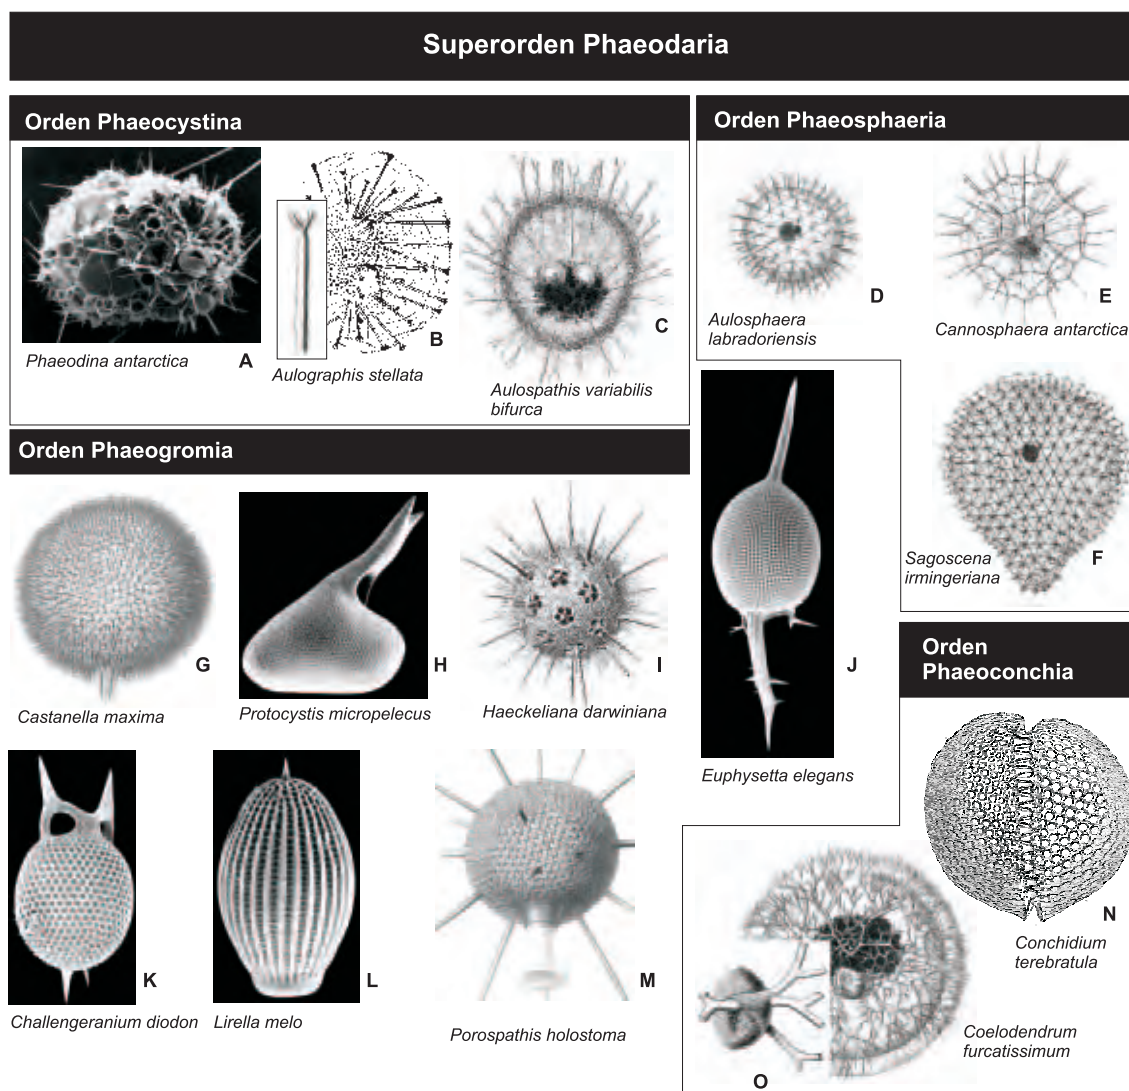 Superorden Phaeodaria
Orden Phaeocystina
A
Phaeodina antarctica
B
Aulographis stellata
C
Aulospathis variabilis
bifurca
Orden Phaeosphaeria
D
Aulosphaera
labradoriensis
E
Cannosphaera antarctica
F
Sagoscena
irmingeriana
Orden Phaeogromia
G
Castanella maxima
H
Protocystis micropelecus
I
Haeckeliana darwiniana
J
Euphysetta elegans
K
Challengeranium diodon
L
Lirella melo
M
Porospathis holostoma
Orden
Phaeoconchia
N
Conchidium
terebratula
Coelodendrum
furcatissimum
O